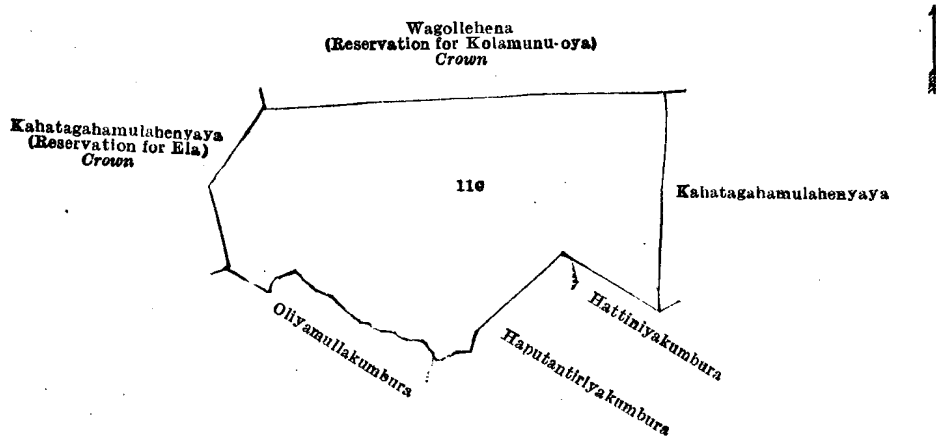 Wagollehena
(Reservation for Kolamunu-oya)
Crown
Kahatagahamulahenyaya
(Reservation for Ela)
Crown
110
Kahatagahamulahenyaya
Hattiniyakumbura
Oliyamullakumbura
Haputantiriyakumbura